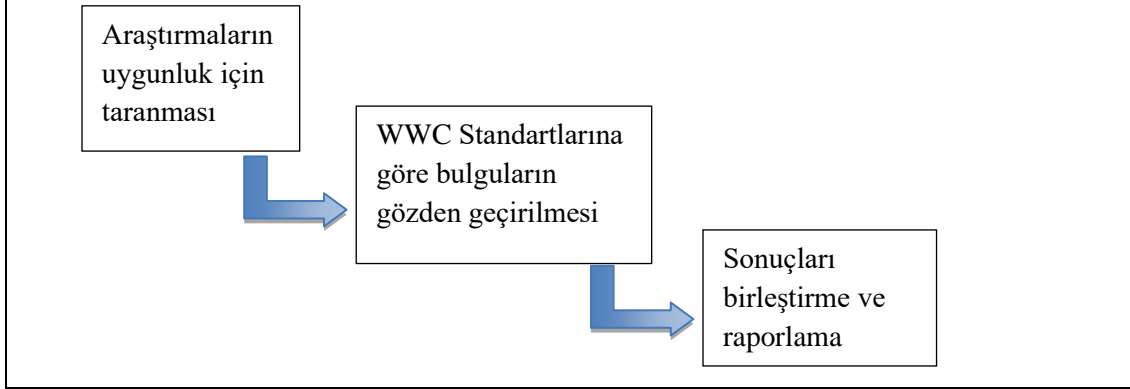 Araştırmaların
uygunluk için
taranması
WWC Standartlarına
göre bulguların
gözden geçirilmesi
Sonuçları
birleştirme ve
raporlama